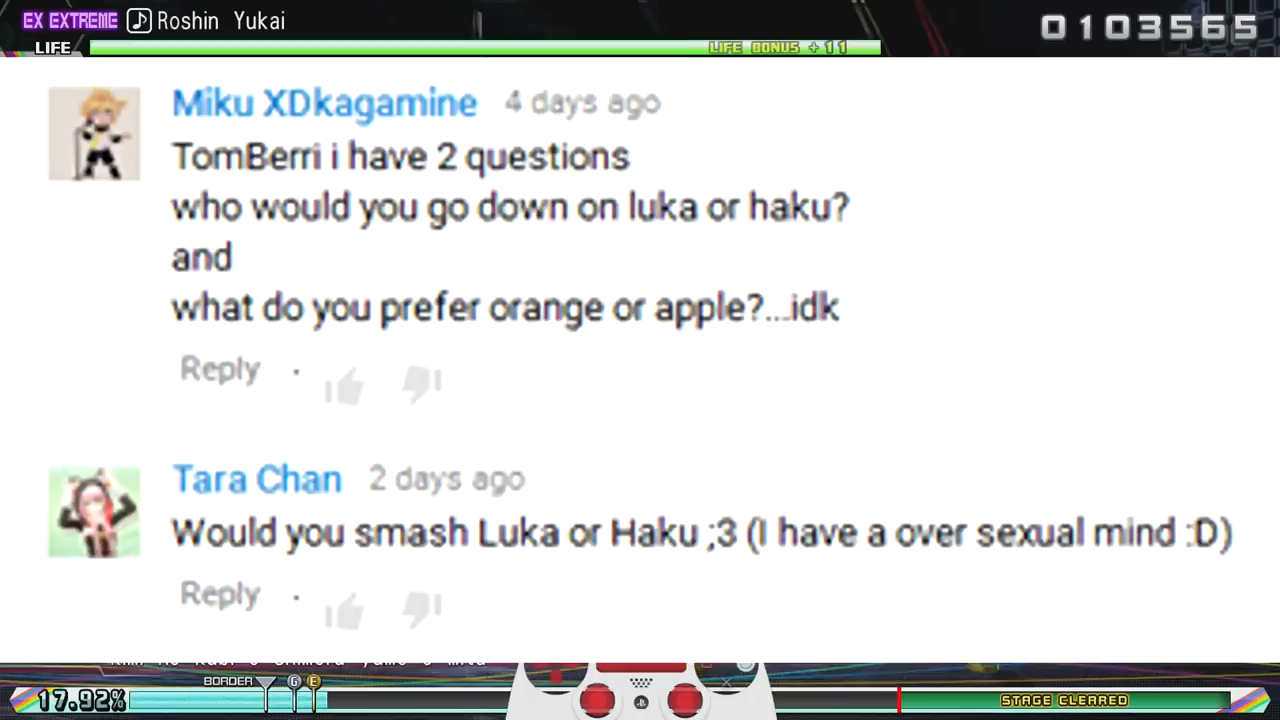 EX EXTREME ♪ Roshin Yukai
0103565
LIFE
LIFE BONUS +11
Miku XDkagamine 4 days ago
TomBerri i have 2 questions
who would you go down on luka or haku?
and
what do you prefer orange or apple?...idk
Reply ·
Tara Chan 2 days ago
Would you smash Luka or Haku ;3 (I have a over sexual mind :D)
Reply ·
BORDER G E
17.92%
STAGE CLEARED